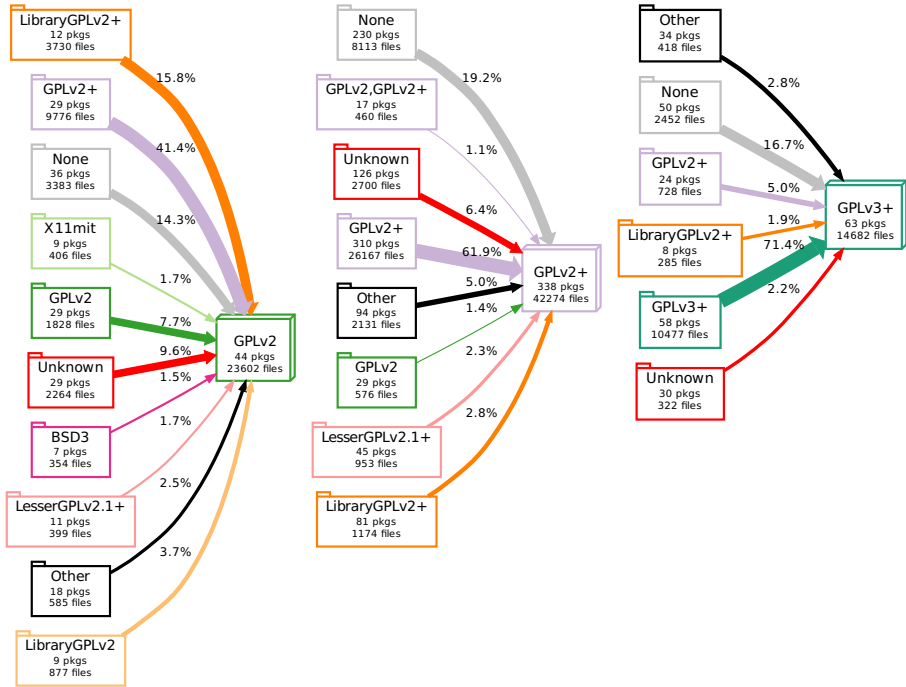 LibraryGPLv2+
12 pkgs
3730 files
15.8%
GPLv2+
29 pkgs
9776 files
41.4%
None
36 pkgs
3383 files
14.3%
X11mit
9 pkgs
406 files
1.7%
GPLv2
29 pkgs
1828 files
7.7%
Unknown
29 pkgs
2264 files
9.6%
BSD3
7 pkgs
354 files
1.5%
LesserGPLv2.1+
11 pkgs
399 files
1.7%
Other
18 pkgs
585 files
2.5%
LibraryGPLv2
9 pkgs
877 files
3.7%
GPLv2
44 pkgs
23602 files
None
230 pkgs
8113 files
19.2%
GPLv2,GPLv2+
17 pkgs
460 files
1.1%
Unknown
126 pkgs
2700 files
6.4%
GPLv2+
310 pkgs
26167 files
61.9%
Other
94 pkgs
2131 files
5.0%
GPLv2
29 pkgs
576 files
1.4%
LesserGPLv2.1+
45 pkgs
953 files
2.3%
LibraryGPLv2+
81 pkgs
1174 files
2.8%
GPLv2+
338 pkgs
42274 files
Other
34 pkgs
418 files
2.8%
None
50 pkgs
2452 files
16.7%
GPLv2+
24 pkgs
728 files
5.0%
LibraryGPLv2+
8 pkgs
285 files
1.9%
GPLv3+
58 pkgs
10477 files
71.4%
Unknown
30 pkgs
322 files
2.2%
GPLv3+
63 pkgs
14682 files